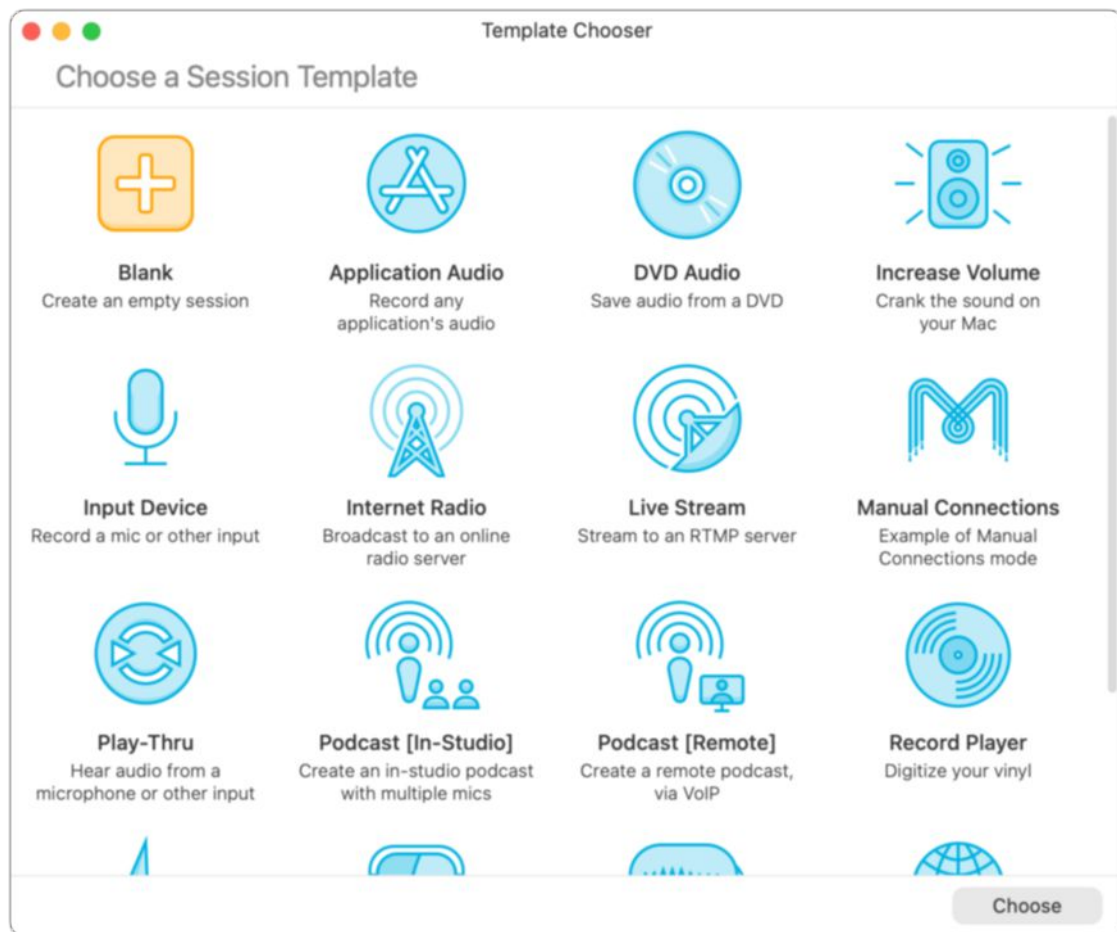 Template Chooser
Choose a Session Template
Blank
Create an empty session
Application Audio
Record any
application's audio
DVD Audio
Save audio from a DVD
Increase Volume
Crank the sound on
your Mac
Input Device
Record a mic or other input
Internet Radio
Broadcast to an online
radio server
Live Stream
Stream to an RTMP server
Manual Connections
Example of Manual
Connections mode
Play-Thru
Hear audio from a
microphone or other input
Podcast [In-Studio]
Create an in-studio podcast
with multiple mics
Podcast [Remote]
Create a remote podcast,
via VoIP
Record Player
Digitize your vinyl
Choose